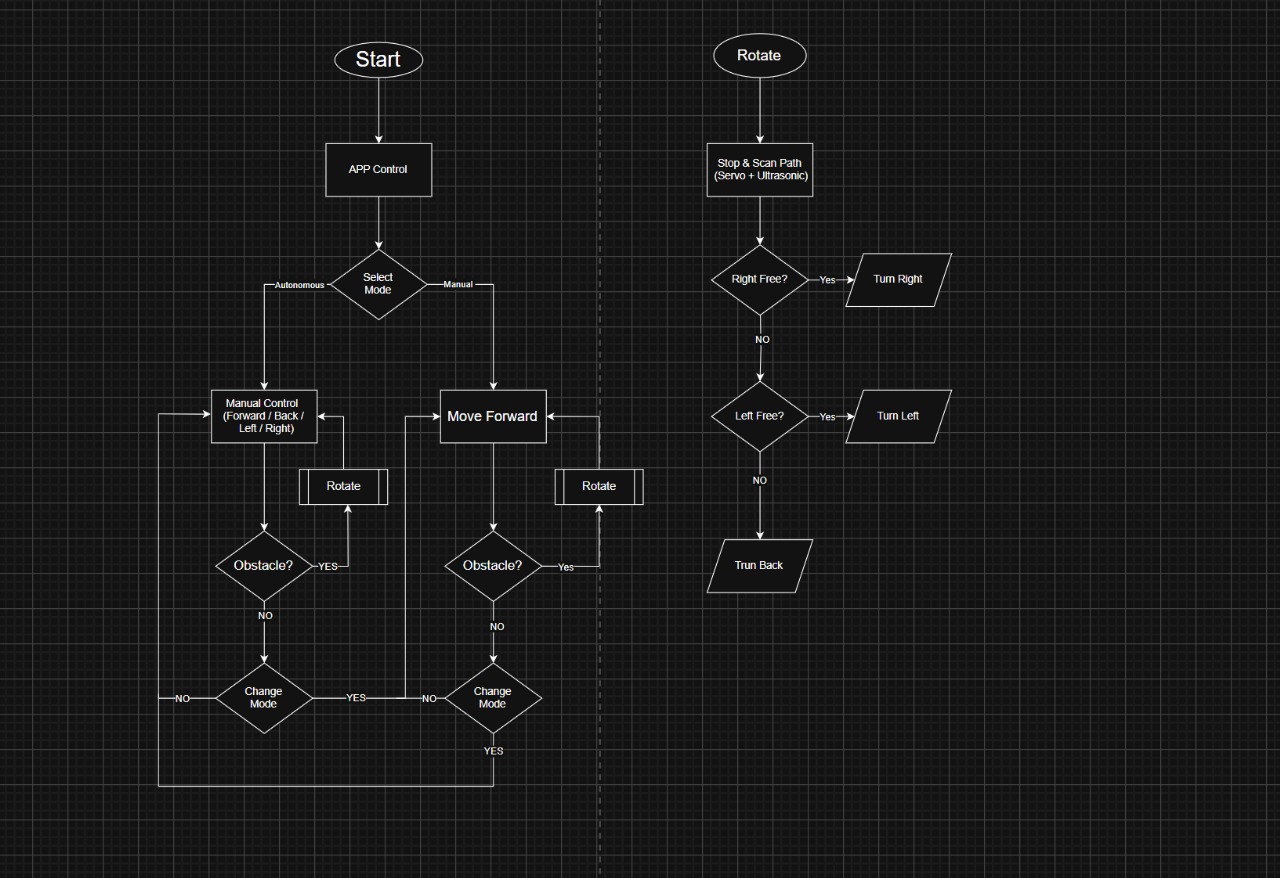 Start
APP Control
Select
Mode
Autonomous
Manual
Manual Control
(Forward / Back /
Left / Right)
Move Forward
Rotate
Rotate
Obstacle?
YES
Obstacle?
Yes
NO
NO
Change
Mode
NO
YES
Change
Mode
NO
YES
Rotate
Stop & Scan Path
(Servo + Ultrasonic)
Right Free?
Yes
Turn Right
NO
Left Free?
Yes
Turn Left
NO
Trun Back